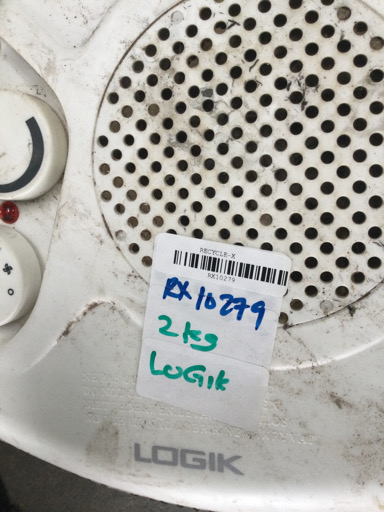 RECYCLE-X
RX10279
RX10279
2kg
LOGIK
LOGIK